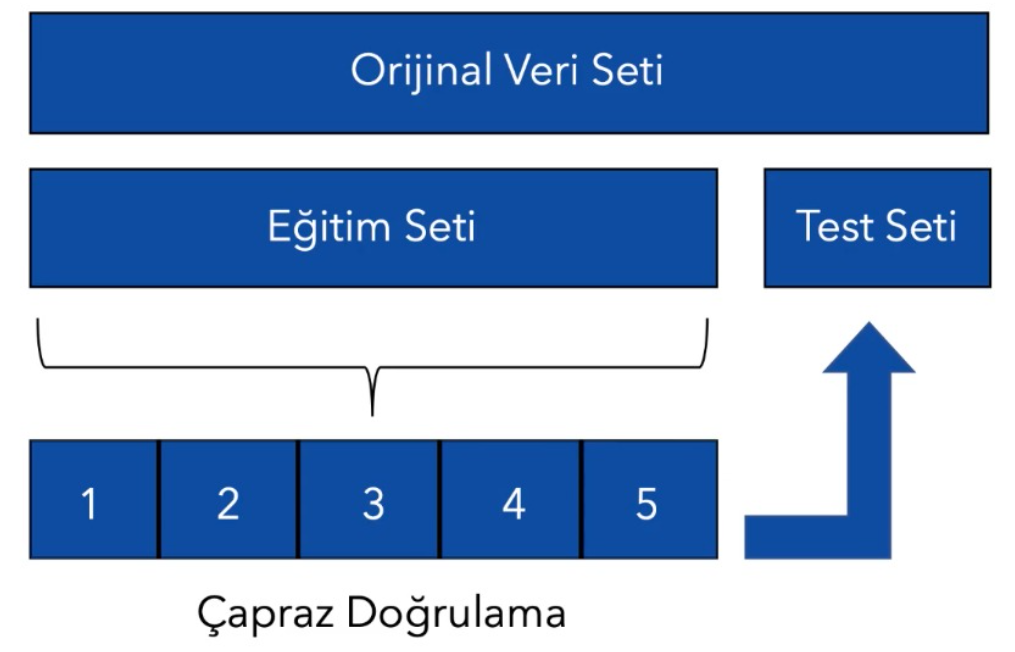 Orijinal Veri Seti
Eğitim Seti
Test Seti
1 2 3 4 5
Çapraz Doğrulama